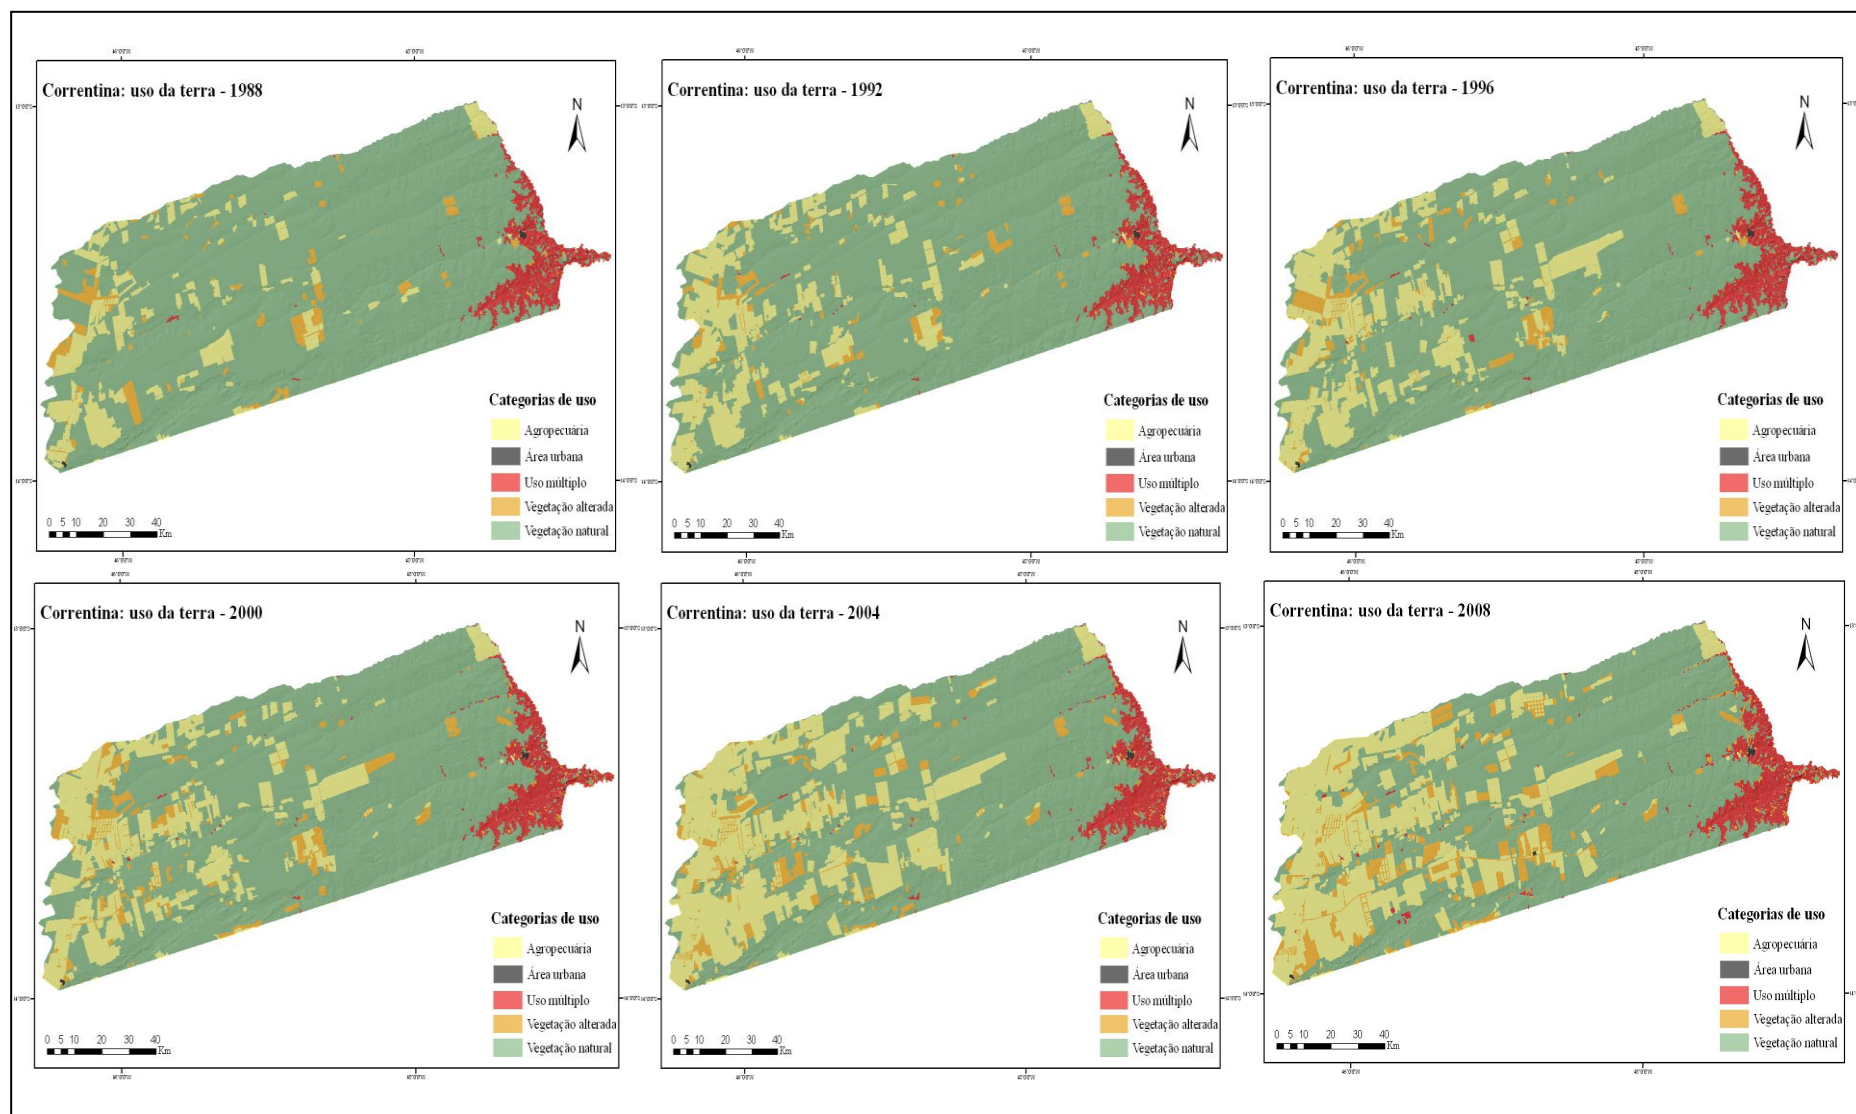 Correntina: uso da terra - 1988
N
Categorias de uso
Agropecuária
Área urbana
Uso múltiplo
Vegetação alterada
Vegetação natural
0 5 10 20 30 40
Km
Correntina: uso da terra - 1992
N
Categorias de uso
Agropecuária
Área urbana
Uso múltiplo
Vegetação alterada
Vegetação natural
0 5 10 20 30 40
Km
Correntina: uso da terra - 1996
N
Categorias de uso
Agropecuária
Área urbana
Uso múltiplo
Vegetação alterada
Vegetação natural
0 5 10 20 30 40
Km
Correntina: uso da terra - 2000
N
Categorias de uso
Agropecuária
Área urbana
Uso múltiplo
Vegetação alterada
Vegetação natural
0 5 10 20 30 40
Km
Correntina: uso da terra - 2004
N
Categorias de uso
Agropecuária
Área urbana
Uso múltiplo
Vegetação alterada
Vegetação natural
0 5 10 20 30 40
Km
Correntina: uso da terra - 2008
N
Categorias de uso
Agropecuária
Área urbana
Uso múltiplo
Vegetação alterada
Vegetação natural
0 5 10 20 30 40
Km